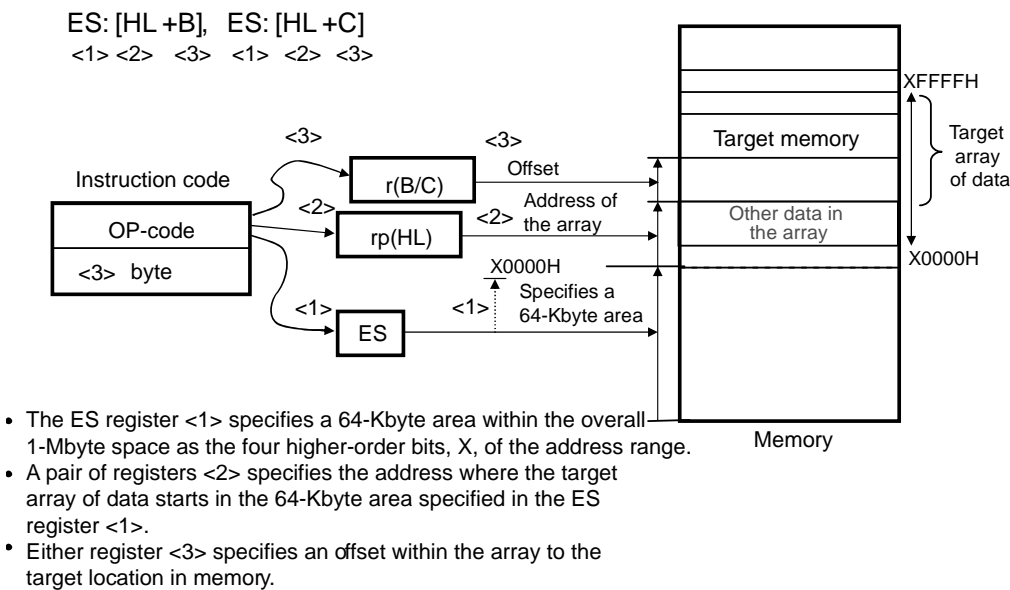 ES: [HL +B], ES: [HL +C]
<1> <2> <3> <1> <2> <3>
XFFFFH
<3>
<3>
Target memory
Target
array
of data
Offset
Instruction code
r(B/C)
<2>
<2>
Address of
the array
Other data in
the array
OP-code
rp(HL)
<3> byte
X0000H
X0000H
Specifies a
64-Kbyte area
<1>
<1>
ES
Memory
• The ES register <1> specifies a 64-Kbyte area within the overall
1-Mbyte space as the four higher-order bits, X, of the address range.
• A pair of registers <2> specifies the address where the target
array of data starts in the 64-Kbyte area specified in the ES
register <1>.
• Either register <3> specifies an offset within the array to the
target location in memory.